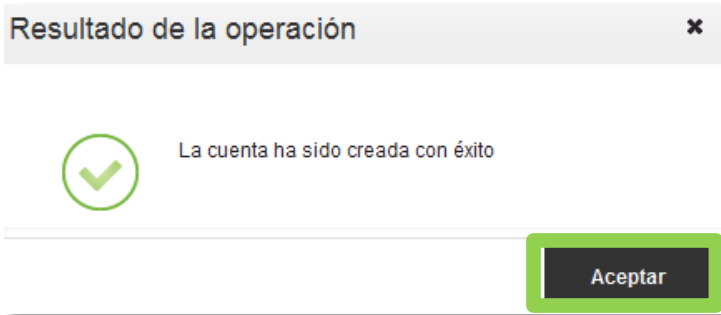 Resultado de la operación
La cuenta ha sido creada con éxito
Aceptar